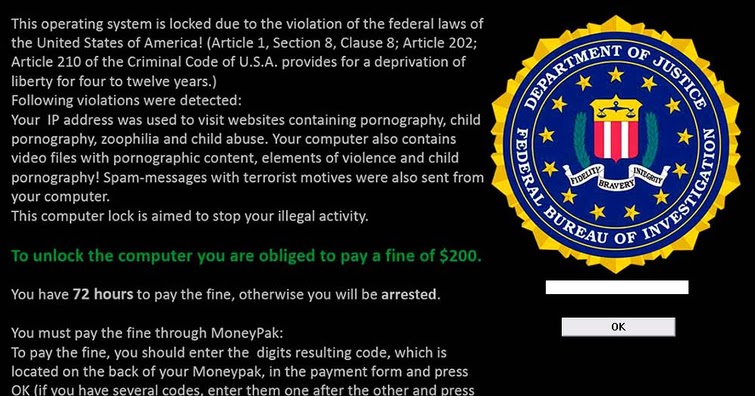 This operating system is locked due to the violation of the federal laws of
the United States of America! (Article 1, Section 8, Clause 8; Article 202;
Article 210 of the Criminal Code of U.S.A. provides for a deprivation of
liberty for four to twelve years.)
Following violations were detected:
Your IP address was used to visit websites containing pornography, child
pornography, zoophilia and child abuse. Your computer also contains
video files with pornographic content, elements of violence and child
pornography! Spam-messages with terrorist motives were also sent from
your computer.
This computer lock is aimed to stop your illegal activity.
To unlock the computer you are obliged to pay a fine of $200.
You have 72 hours to pay the fine, otherwise you will be arrested.
You must pay the fine through MoneyPak:
To pay the fine, you should enter the digits resulting code, which is
located on the back of your Moneypak, in the payment form and press
OK (if you have several codes, enter them one after the other and press
DEPARTMENT OF JUSTICE
FEDERAL BUREAU OF INVESTIGATION
FIDELITY BRAVERY INTEGRITY
OK